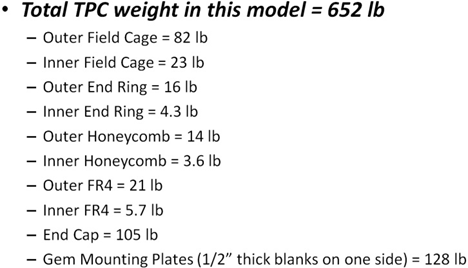 • Total TPC weight in this model = 652 lb
– Outer Field Cage = 82 lb
– Inner Field Cage = 23 lb
– Outer End Ring = 16 lb
– Inner End Ring = 4.3 lb
– Outer Honeycomb = 14 lb
– Inner Honeycomb = 3.6 lb
– Outer FR4 = 21 lb
– Inner FR4 = 5.7 lb
– End Cap = 105 lb
– Gem Mounting Plates (1/2” thick blanks on one side) = 128 lb